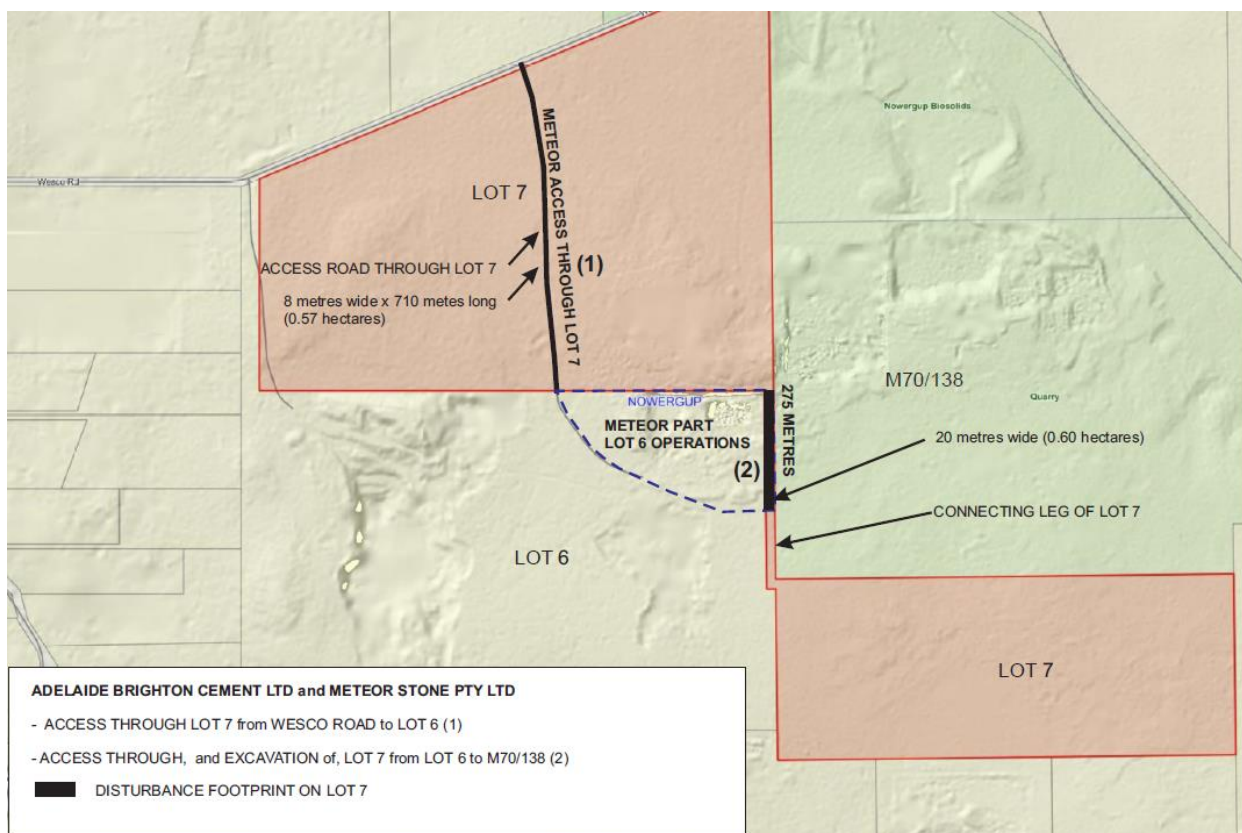 Nowergup Biosolids
Wesco Rd
LOT 7
METEOR ACCESS THROUGH LOT 7
ACCESS ROAD THROUGH LOT 7
(1)
8 metres wide x 710 metes long
(0.57 hectares)
M70/138
Quarry
NOWERGUP
METEOR PART
LOT 6 OPERATIONS
(2)
275 METRES
20 metres wide (0.60 hectares)
CONNECTING LEG OF LOT 7
LOT 6
LOT 7
ADELAIDE BRIGHTON CEMENT LTD and METEOR STONE PTY LTD
- ACCESS THROUGH LOT 7 from WESCO ROAD to LOT 6 (1)
-ACCESS THROUGH, and EXCAVATION of, LOT 7 from LOT 6 to M70/138 (2)
DISTURBANCE FOOTPRINT ON LOT 7